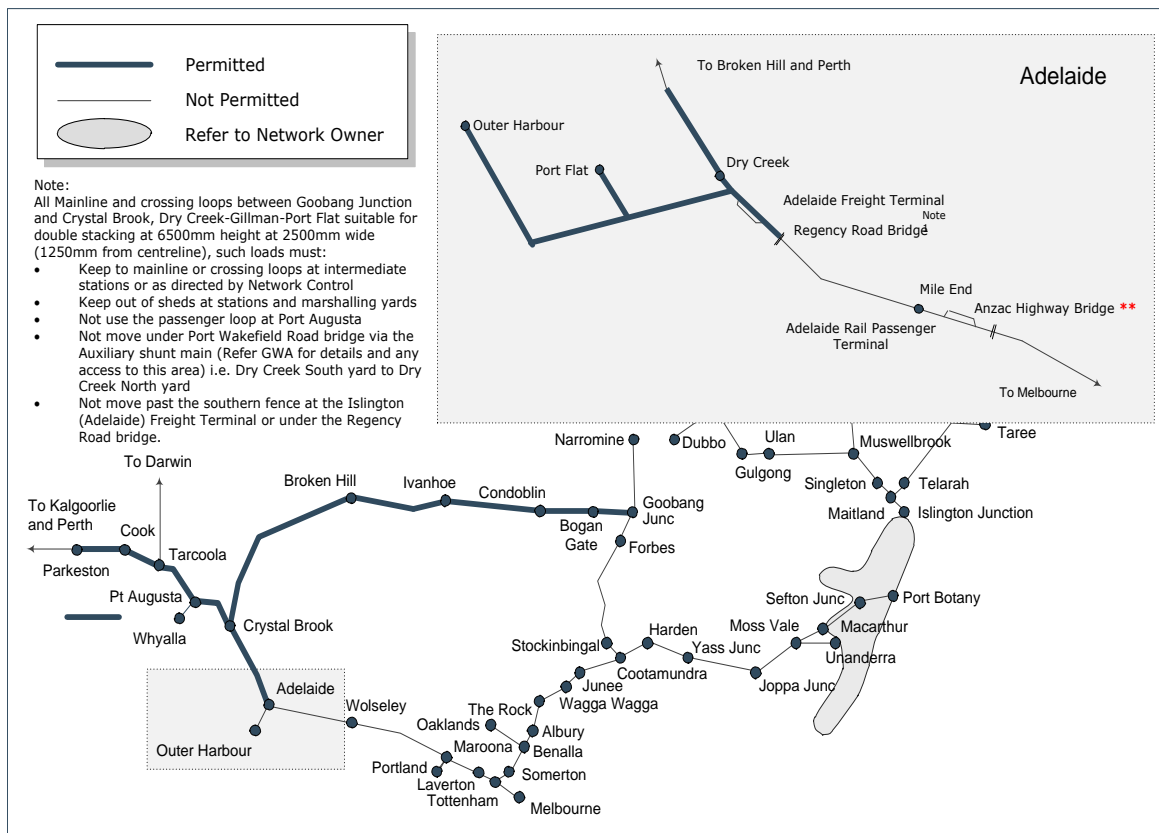 Permitted
Not Permitted
Refer to Network Owner
Note:
All Mainline and crossing loops between Goobang Junction
and Crystal Brook, Dry Creek-Gillman-Port Flat suitable for
double stacking at 6500mm height at 2500mm wide
(1250mm from centreline), such loads must:
• Keep to mainline or crossing loops at intermediate
stations or as directed by Network Control
• Keep out of sheds at stations and marshalling yards
• Not use the passenger loop at Port Augusta
• Not move under Port Wakefield Road bridge via the
Auxiliary shunt main (Refer GWA for details and any
access to this area) i.e. Dry Creek South yard to Dry
Creek North yard
• Not move past the southern fence at the Islington
(Adelaide) Freight Terminal or under the Regency
Road bridge.
To Broken Hill and Perth
Adelaide
Outer Harbour
Port Flat
Dry Creek
Adelaide Freight Terminal
Note
1
Regency Road Bridge
Mile End
Anzac Highway Bridge **
Adelaide Rail Passenger
Terminal
To Melbourne
Narromine
Dubbo
Ulan
Gulgong
Muswellbrook
Taree
Singleton
Telarah
Maitland
Islington Junction
To Darwin
To Kalgoorlie
and Perth
Cook
Tarcoola
Parkeston
Pt Augusta
Whyalla
Crystal Brook
Broken Hill
Ivanhoe
Condoblin
Bogan
Gate
Goobang
Junc
Forbes
Sefton Junc
Port Botany
Moss Vale
Macarthur
Unanderra
Stockinbingal
Harden
Yass Junc
Cootamundra
Joppa Junc
Junee
Wagga Wagga
The Rock
Oaklands
Albury
Benalla
Adelaide
Outer Harbour
Wolseley
Maroona
Portland
Laverton
Somerton
Tottenham
Melbourne